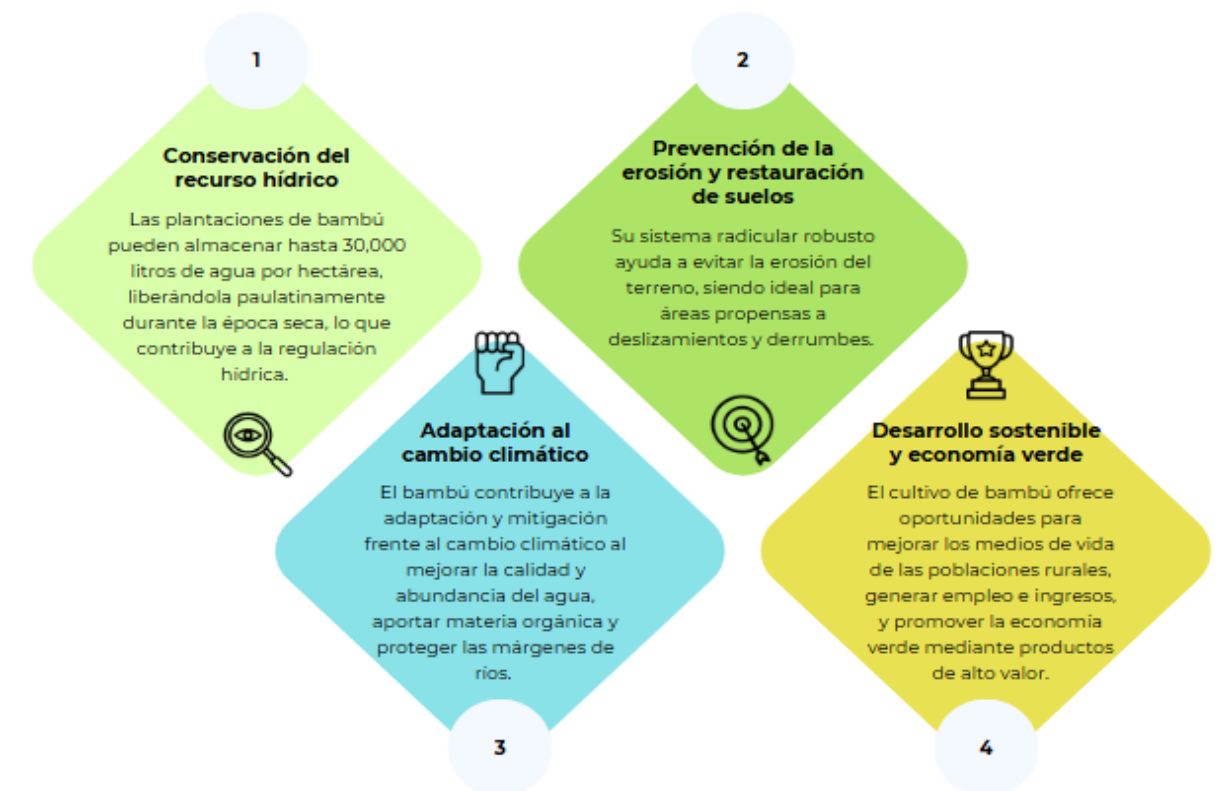 1
Conservación del
recurso hídrico
Las plantaciones de bambú
pueden almacenar hasta 30,000
litros de agua por hectárea,
liberándola paulatinamente
durante la época seca, lo que
contribuye a la regulación
hídrica.
2
Prevención de la
erosión y restauración
de suelos
Su sistema radicular robusto
ayuda a evitar la erosión del
terreno, siendo ideal para
áreas propensas a
deslizamientos y derrumbes.
Adaptación al
cambio climático
El bambú contribuye a la
adaptación y mitigación
frente al cambio climático al
mejorar la calidad y
abundancia del agua,
aportar materia orgánica y
proteger las márgenes de
ríos.
3
Desarrollo sostenible
y economía verde
El cultivo de bambú ofrece
oportunidades para
mejorar los medios de vida
de las poblaciones rurales,
generar empleo e ingresos,
y promover la economía
verde mediante productos
de alto valor.
4